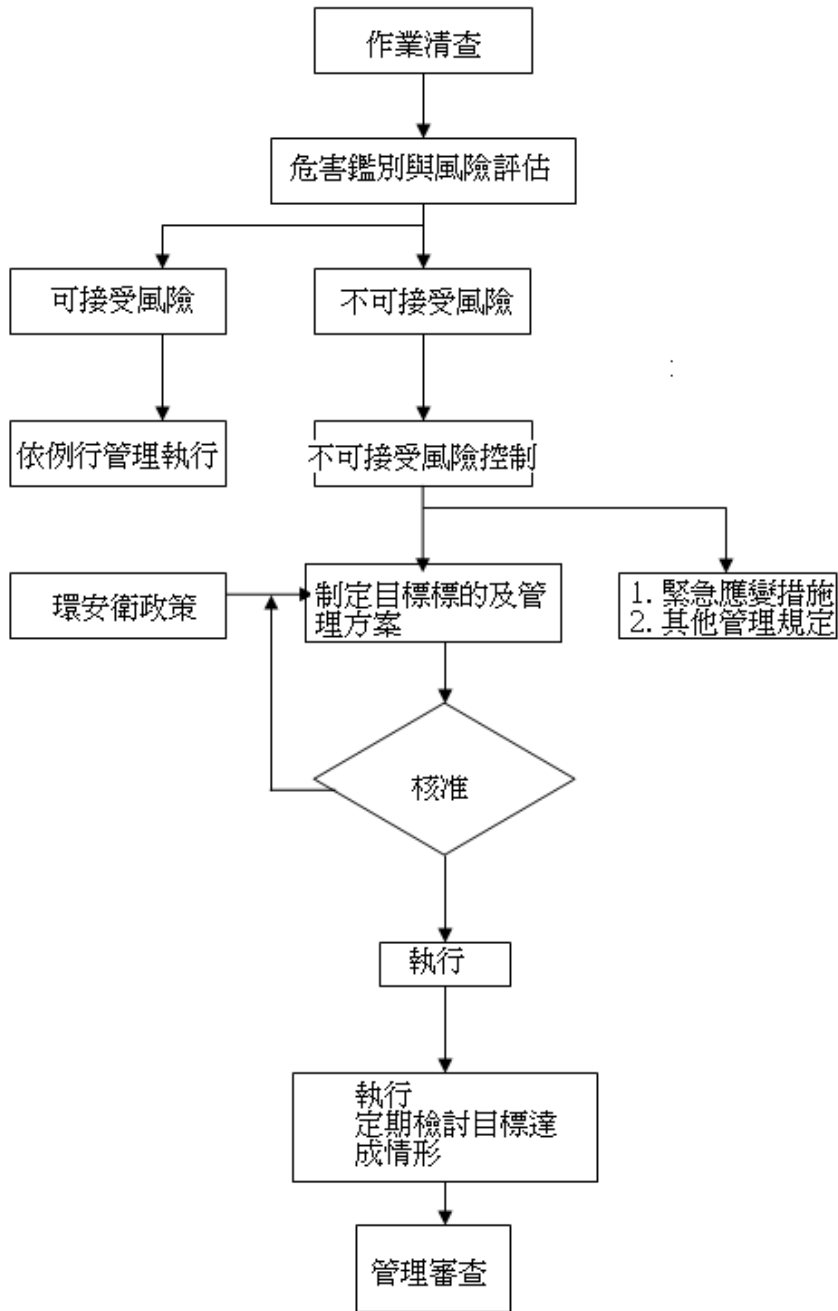 作業清查
危害鑑別與風險評估
可接受風險
不可接受風險
:
依例行管理執行
不可接受風險控制
環安衛政策
制定目標標的及管
理方案
1. 緊急應變措施
2. 其他管理規定
核准
執行
執行
定期檢討目標達
成情形
管理審查